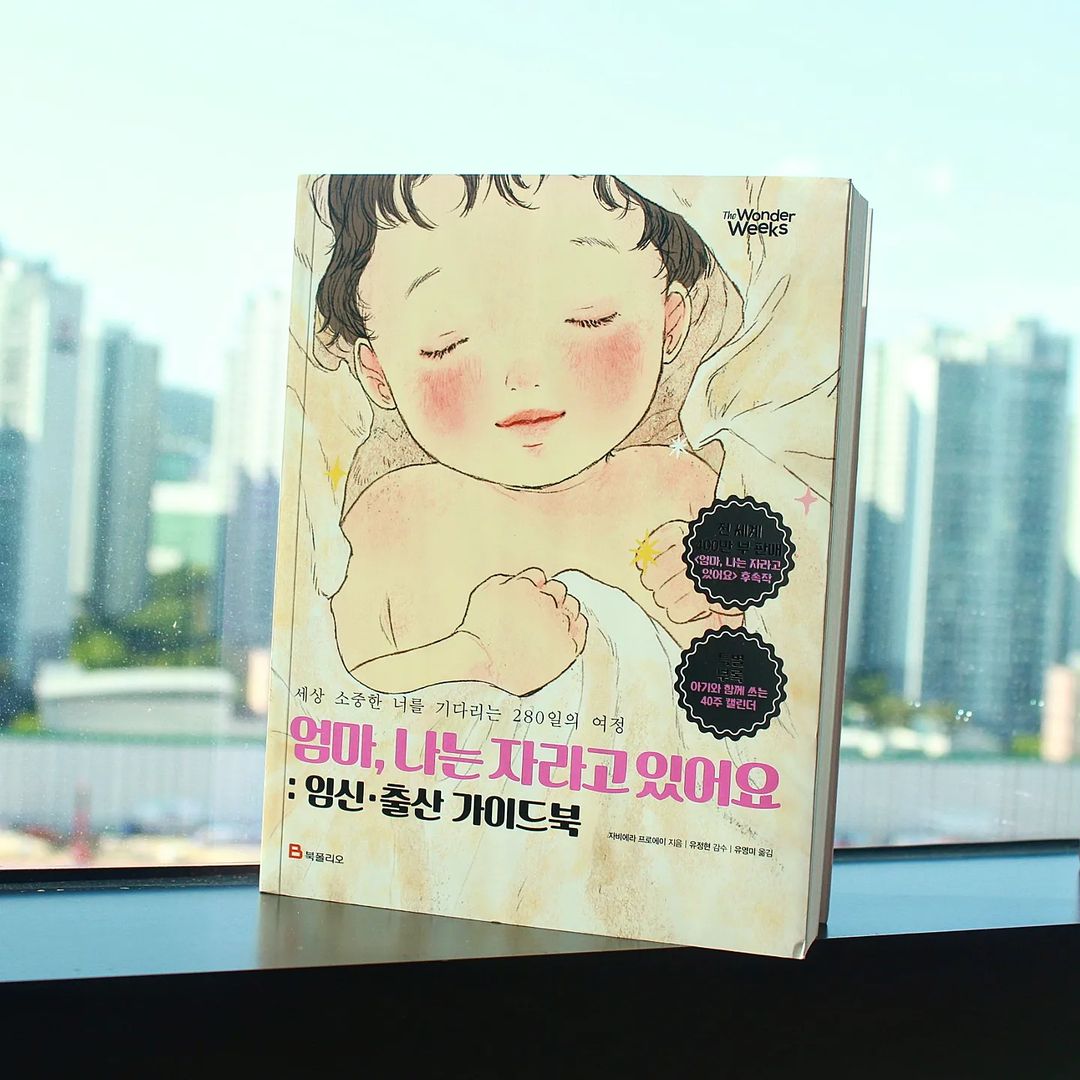 The Wonder
Weeks
전 세계
200만 부 판매
<엄마, 나는 자라고
있어요> 후속작
특별
부록
아기와 함께 쓰는
40주 캘린더
세상 소중한 너를 기다리는 280일의 여정
엄마, 나는 자라고 있어요
: 임신·출산 가이드북
자비에라 프로에이 지음 | 유정현 감수 | 유영미 옮김
B 북폴리오